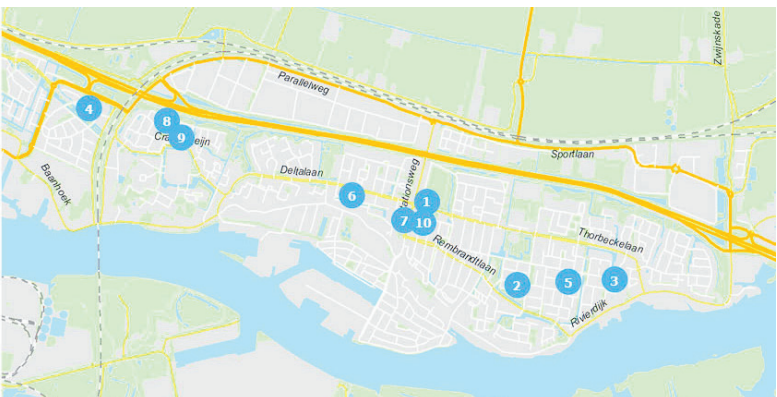 Zwijnskade
Parallelweg
4
8
9
Baanhoek
Deltalaan
Sportlaan
6
1
7
10
Rembrandtlaan
Thorbeckelaan
2
5
3
Rivierdijk